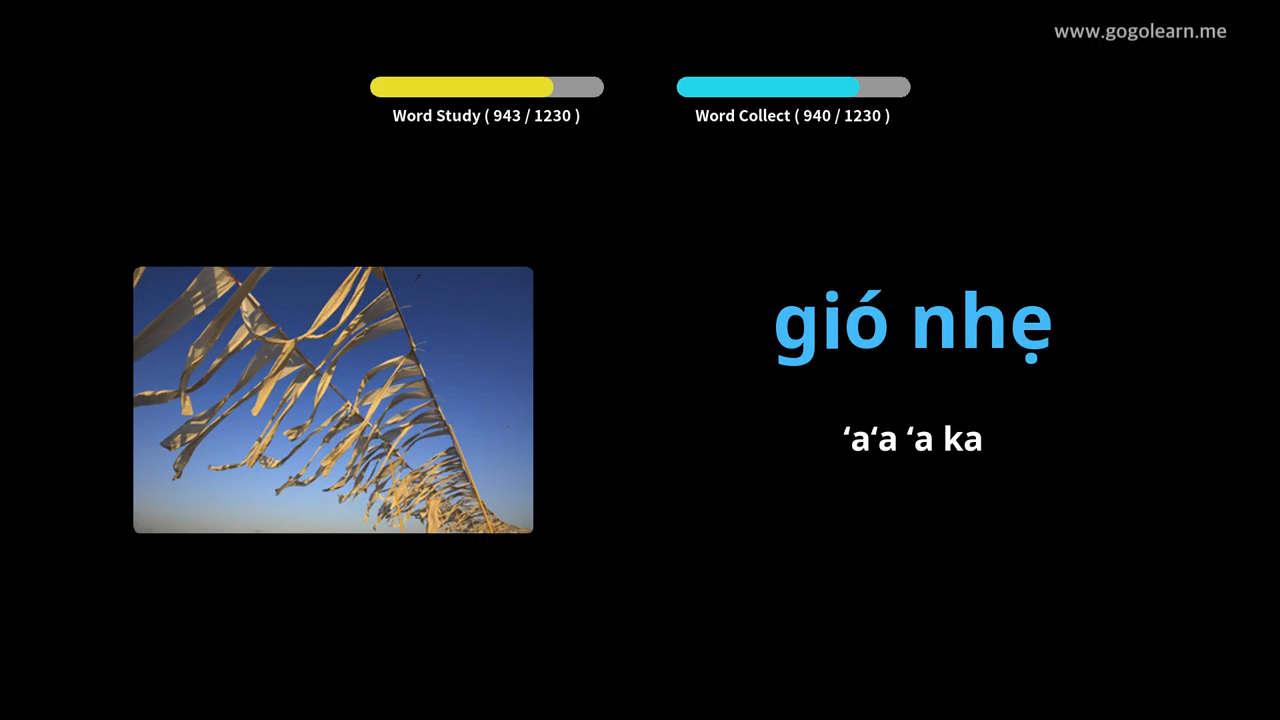 www.gogolearn.me
Word Study ( 943 / 1230 )
Word Collect ( 940 / 1230 )
gió nhẹ
ʻaʻa ʻa ka